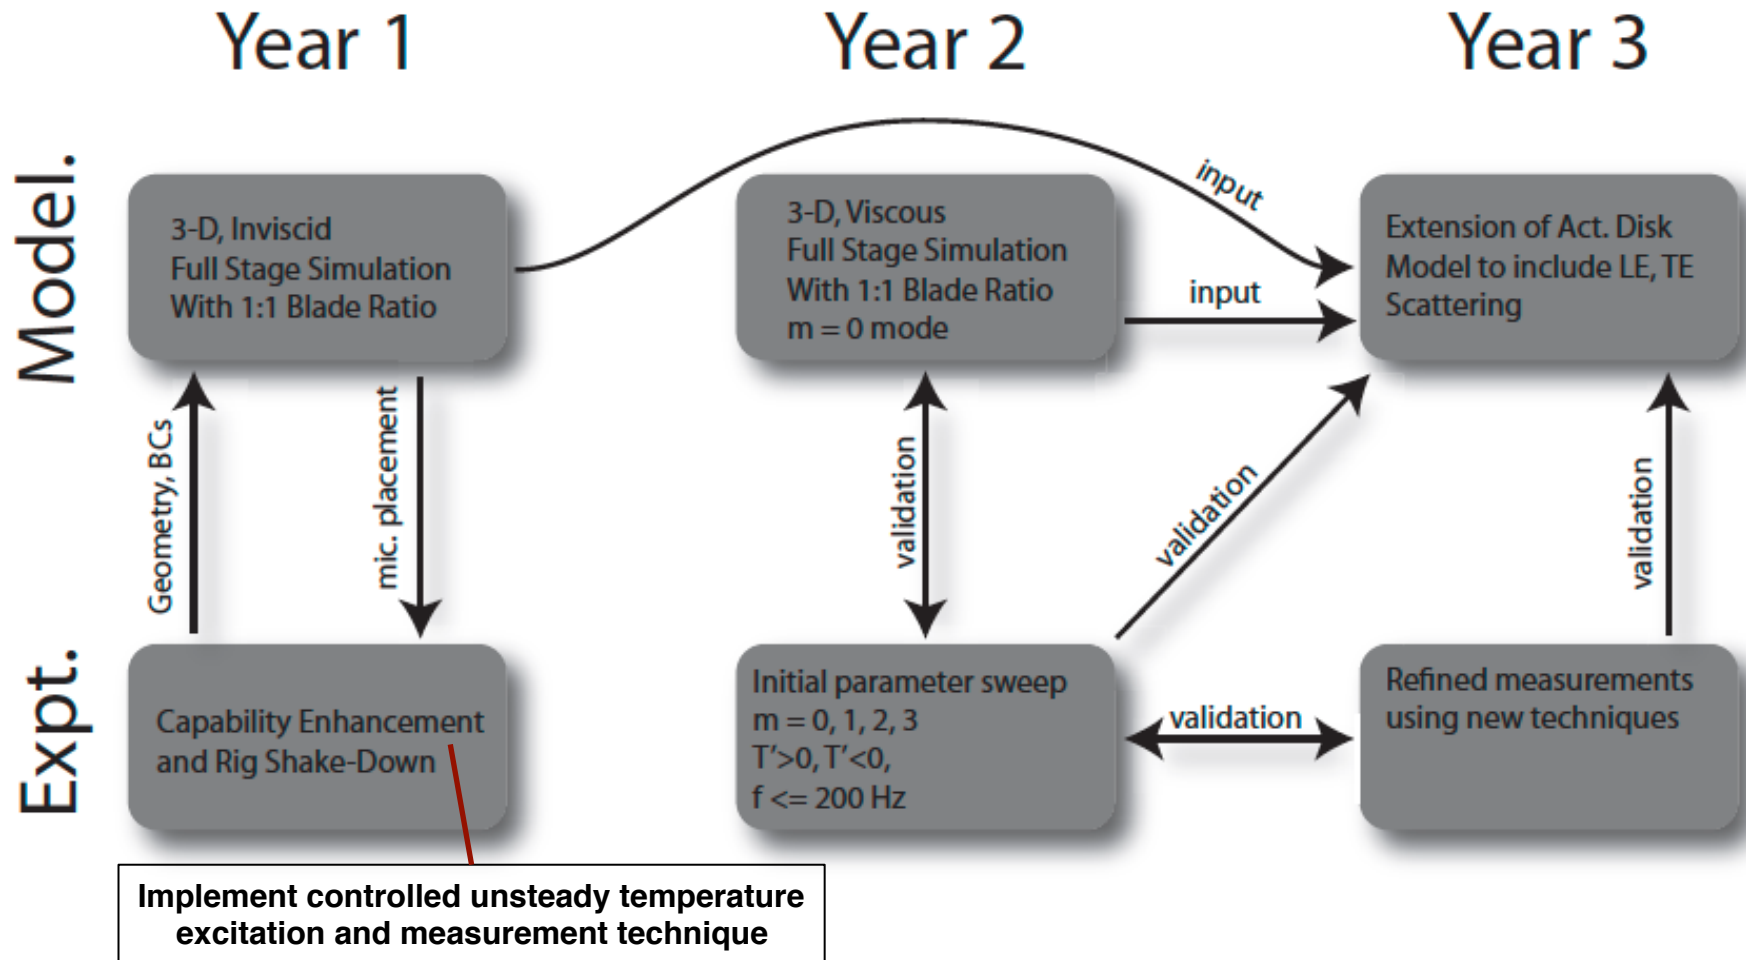 Year 1
Year 2
Year 3
Model.
3-D, Inviscid
Full Stage Simulation
With 1:1 Blade Ratio
3-D, Viscous
Full Stage Simulation
With 1:1 Blade Ratio
m = 0 mode
input
input
Extension of Act. Disk
Model to include LE, TE
Scattering
Geometry, BCs
mic. placement
validation
validation
validation
Expt.
Capability Enhancement
and Rig Shake-Down
Initial parameter sweep
m = 0, 1, 2, 3
T'>0, T'<0,
f <= 200 Hz
validation
Refined measurements
using new techniques
Implement controlled unsteady temperature
excitation and measurement technique